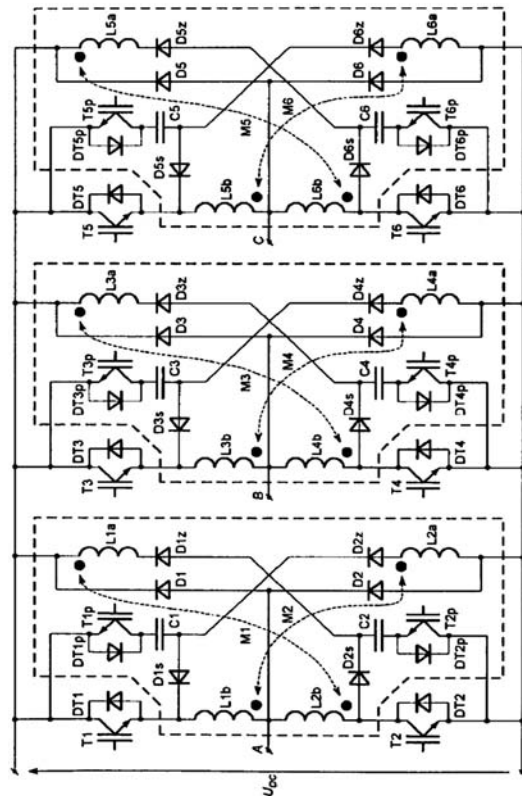 U_DC
T1
DT1
DT1p
T1p
L1a
D1s
C1
D1
D1z
L1b
M1
A
M2
L2b
D2s
C2
D2
D2z
T2
DT2
DT2p
T2p
L2a
T3
DT3
DT3p
T3p
L3a
D3s
C3
D3
D3z
L3b
M3
B
M4
L4b
D4s
C4
D4
D4z
T4
DT4
DT4p
T4p
L4a
T5
DT5
DT5p
T5p
L5a
D5s
C5
D5
D5z
L5b
M5
C
M6
L6b
D6s
C6
D6
D6z
T6
DT6
DT6p
T6p
L6a